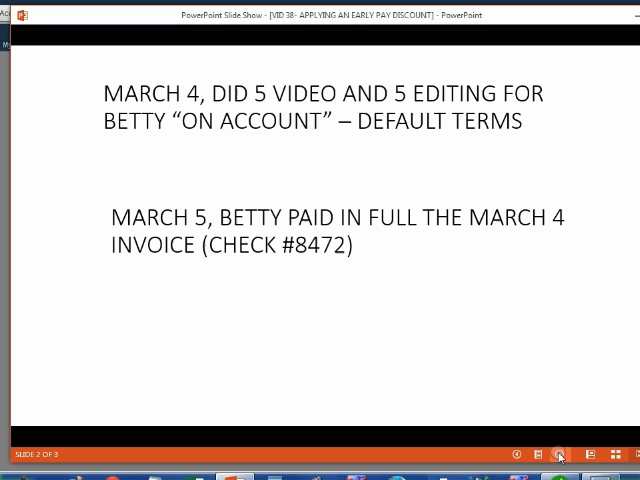 PowerPoint Slide Show - [VID 38- APPLYING AN EARLY PAY DISCOUNT] - PowerPoint
MARCH 4, DID 5 VIDEO AND 5 EDITING FOR
BETTY “ON ACCOUNT” – DEFAULT TERMS
MARCH 5, BETTY PAID IN FULL THE MARCH 4
INVOICE (CHECK #8472)
SLIDE 2 OF 3